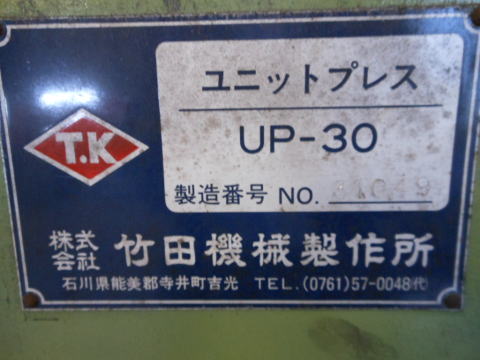 T.K
ユニットプレス
UP-30
製造番号 NO.
株式会社 竹田機械製作所
石川県能美郡寺井町吉光 TEL.(0761)57-0048代